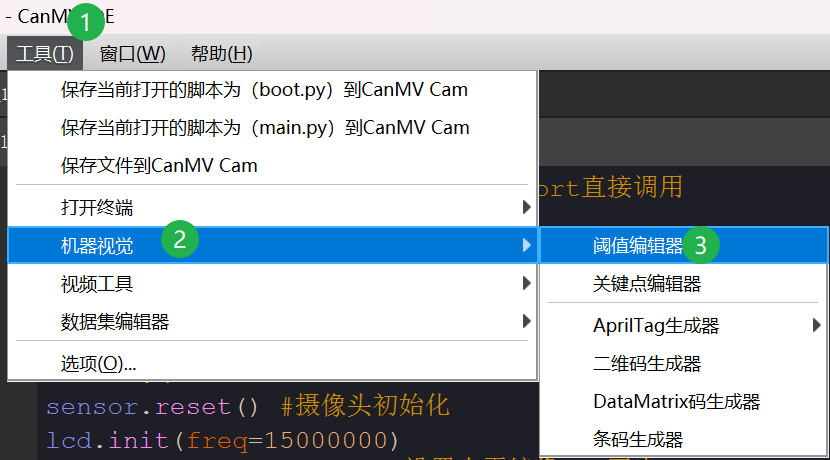 - CanMV
E
1
工具(T) 窗口(W) 帮助(H)
保存当前打开的脚本为（boot.py）到CanMV Cam
保存当前打开的脚本为（main.py）到CanMV Cam
保存文件到CanMV Cam
ort直接调用
打开终端
机器视觉 2
阈值编辑器 3
视频工具
关键点编辑器
数据集编辑器
AprilTag生成器
选项(O)...
二维码生成器
DataMatrix码生成器
条码生成器
sensor.reset() #摄像头初始化
lcd.init(freq=15000000)